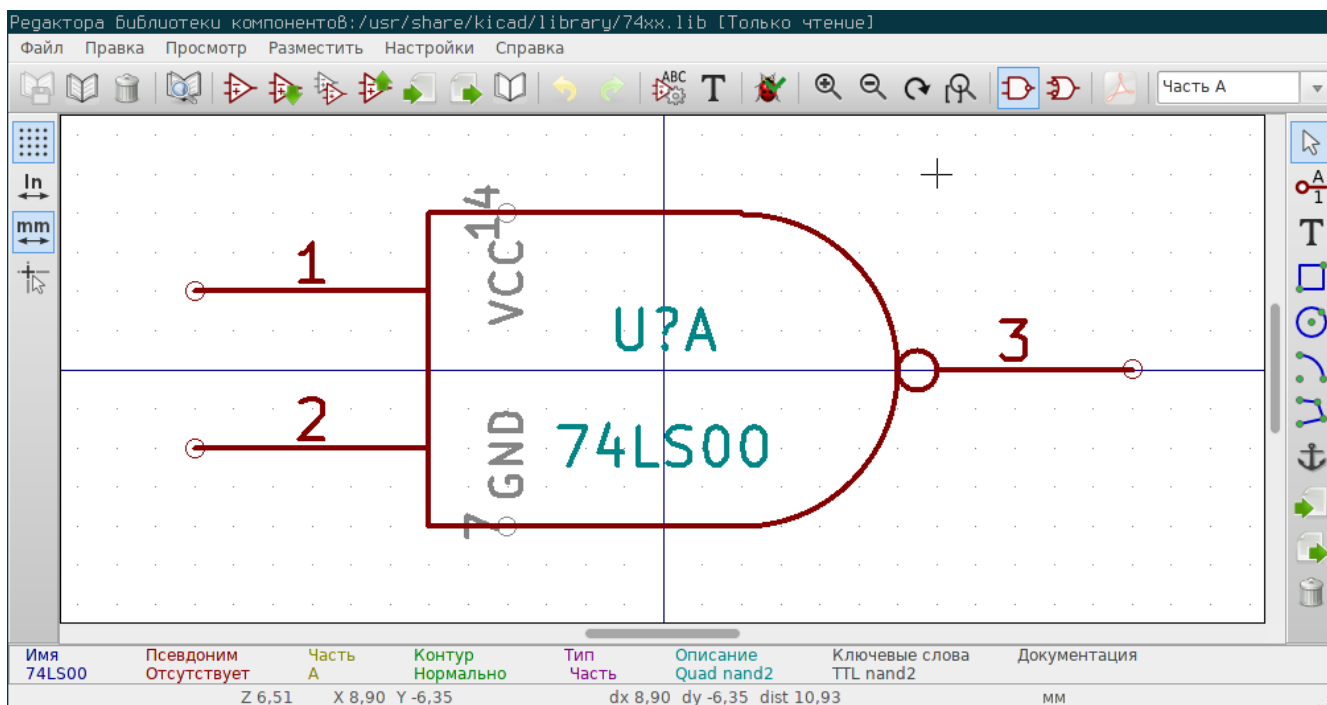 Редактора библиотеки компонентов:/usr/share/kicad/library/74xx.lib [Только чтение]
Файл Правка Просмотр Разместить Настройки Справка
ABC T Часть A
In
mm
A
1
T
14
VCC
1
U?A
3
2
GND
74LS00
7
Имя Псевдоним Часть Контур Тип Описание Ключевые слова Документация
74LS00 Отсутствует A Нормально Часть Quad nand2 TTL nand2
Z 6,51 X 8,90 Y -6,35 dx 8,90 dy -6,35 dist 10,93 мм